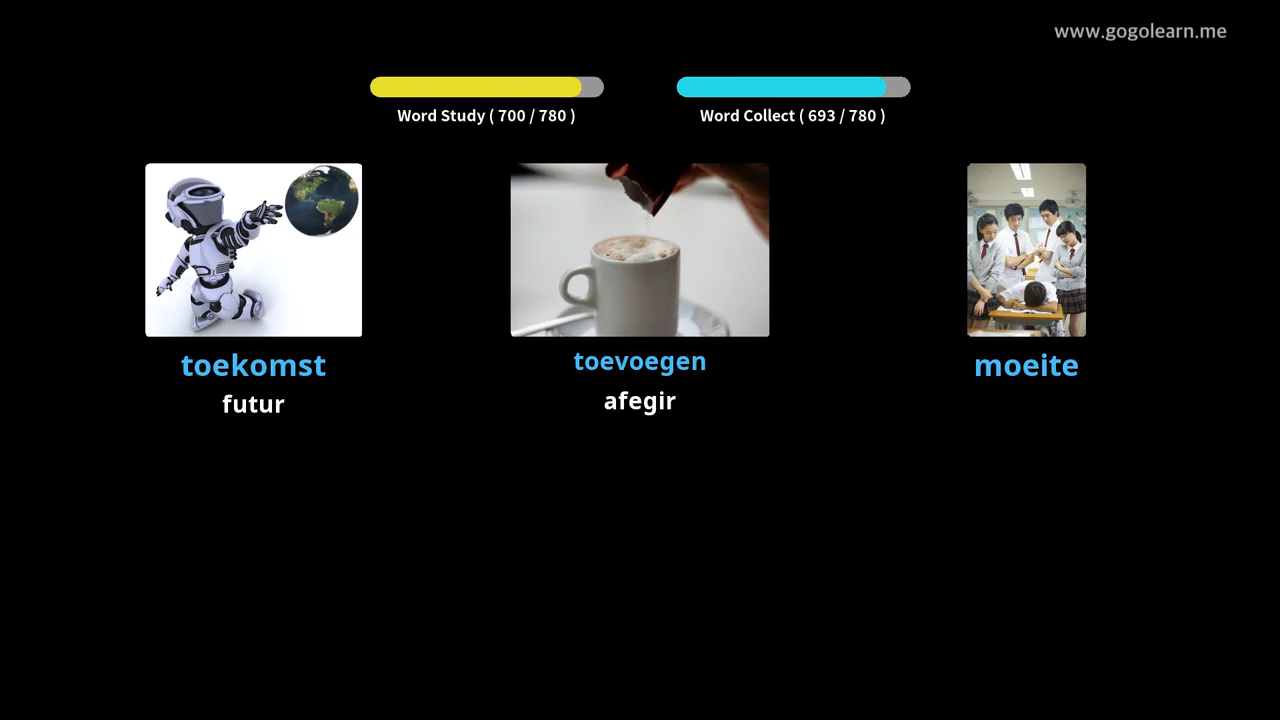 www.gogolearn.me
Word Study ( 700 / 780 )
Word Collect ( 693 / 780 )
toekomst
toevoegen
moeite
futur
afegir